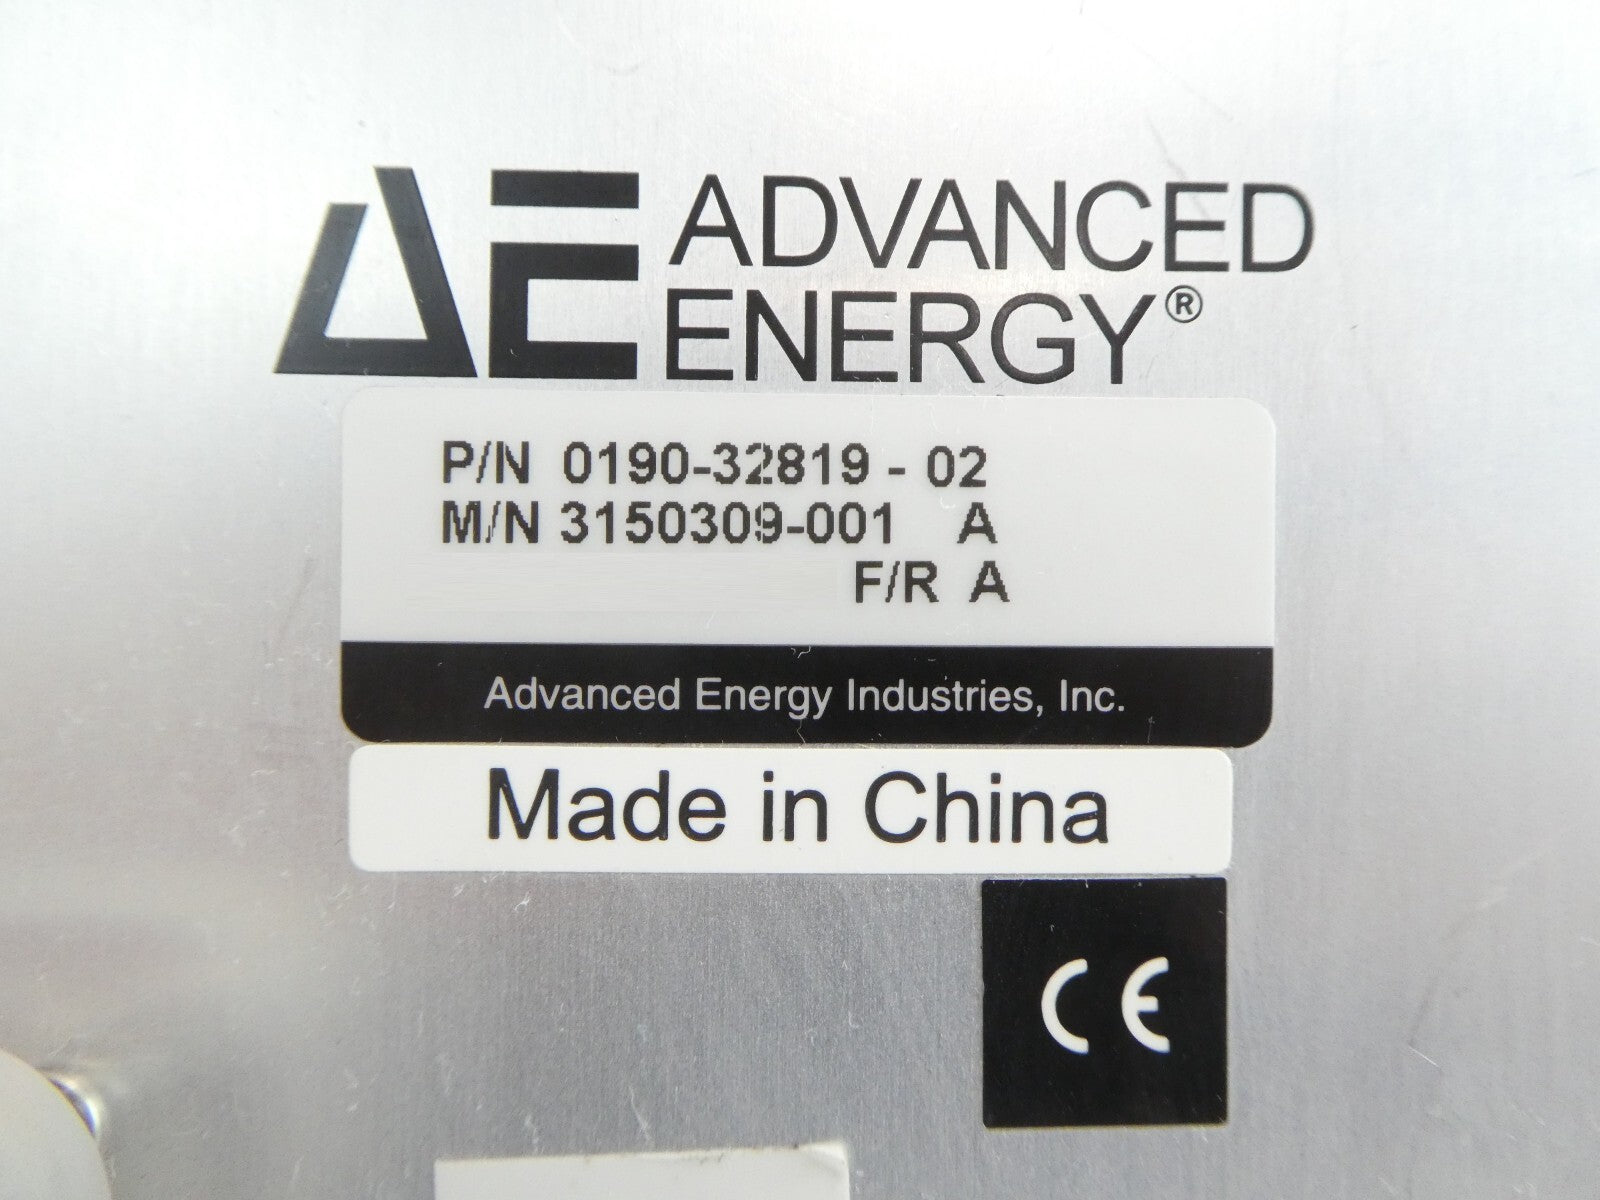 AE ADVANCED
ENERGY®
P/N 0190-32819 - 02
M/N 3150309-001 A
F/R A
Advanced Energy Industries, Inc.
Made in China
CE